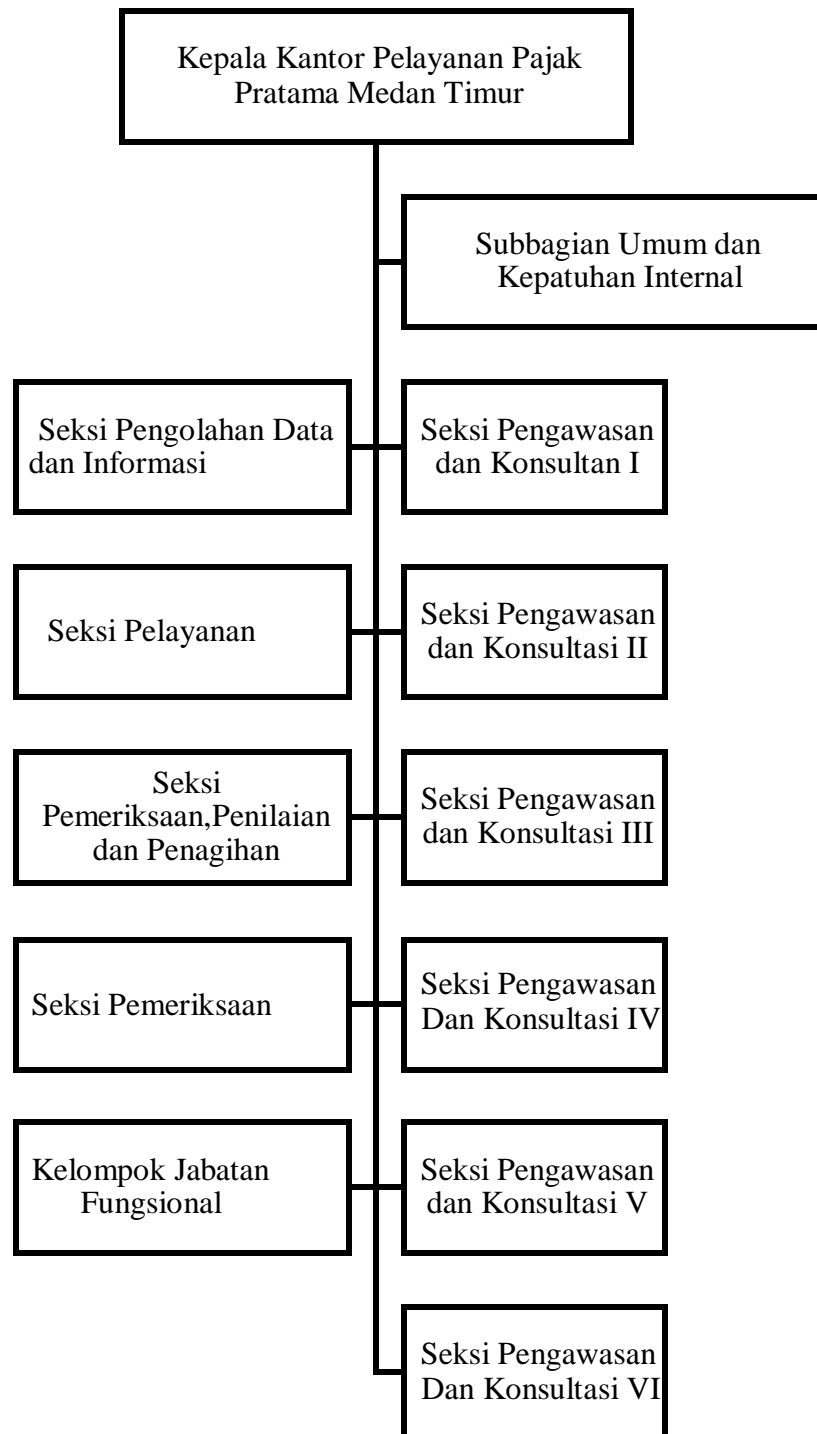 Kepala Kantor Pelayanan Pajak
Pratama Medan Timur
Subbagian Umum dan
Kepatuhan Internal
Seksi Pengolahan Data
dan Informasi
Seksi Pengawasan
dan Konsultan I
Seksi Pelayanan
Seksi Pengawasan
dan Konsultasi II
Seksi
Pemeriksaan,Penilaian
dan Penagihan
Seksi Pengawasan
dan Konsultasi III
Seksi Pemeriksaan
Seksi Pengawasan
Dan Konsultasi IV
Kelompok Jabatan
Fungsional
Seksi Pengawasan
dan Konsultasi V
Seksi Pengawasan
Dan Konsultasi VI